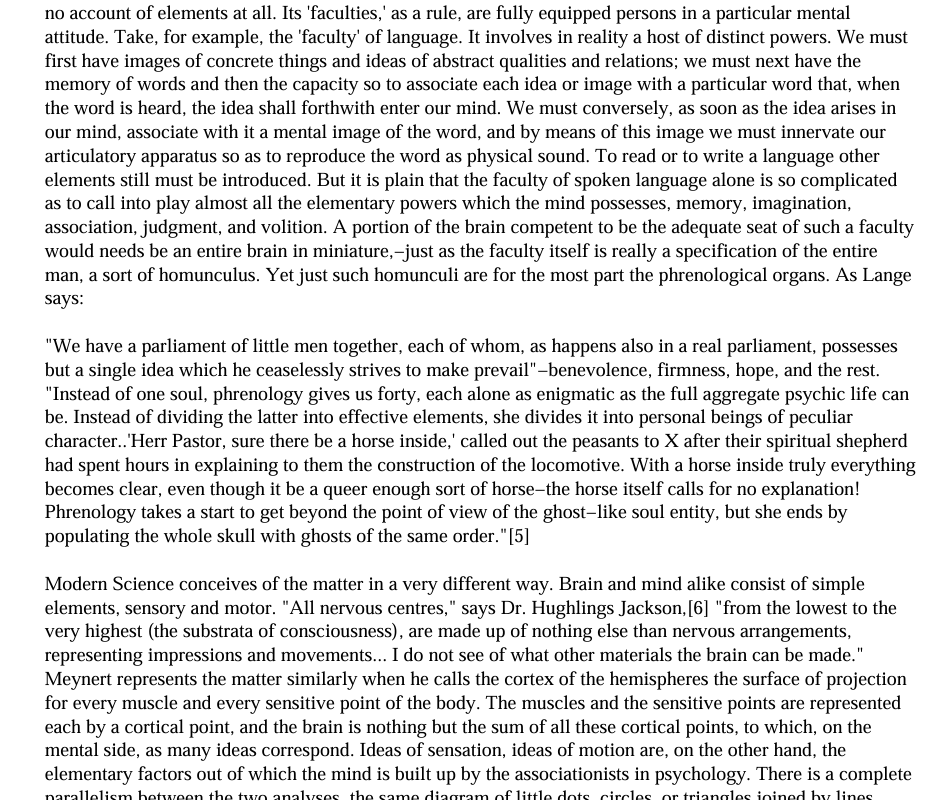 no account of elements at all. Its 'faculties,' as a rule, are fully equipped persons in a particular mental
attitude. Take, for example, the 'faculty' of language. It involves in reality a host of distinct powers. We must
first have images of concrete things and ideas of abstract qualities and relations; we must next have the
memory of words and then the capacity so to associate each idea or image with a particular word that, when
the word is heard, the idea shall forthwith enter our mind. We must conversely, as soon as the idea arises in
our mind, associate with it a mental image of the word, and by means of this image we must innervate our
articulatory apparatus so as to reproduce the word as physical sound. To read or to write a language other
elements still must be introduced. But it is plain that the faculty of spoken language alone is so complicated
as to call into play almost all the elementary powers which the mind possesses, memory, imagination,
association, judgment, and volition. A portion of the brain competent to be the adequate seat of such a faculty
would needs be an entire brain in miniature,−just as the faculty itself is really a specification of the entire
man, a sort of homunculus. Yet just such homunculi are for the most part the phrenological organs. As Lange
says:
"We have a parliament of little men together, each of whom, as happens also in a real parliament, possesses
but a single idea which he ceaselessly strives to make prevail"−benevolence, firmness, hope, and the rest.
"Instead of one soul, phrenology gives us forty, each alone as enigmatic as the full aggregate psychic life can
be. Instead of dividing the latter into effective elements, she divides it into personal beings of peculiar
character..'Herr Pastor, sure there be a horse inside,' called out the peasants to X after their spiritual shepherd
had spent hours in explaining to them the construction of the locomotive. With a horse inside truly everything
becomes clear, even though it be a queer enough sort of horse−the horse itself calls for no explanation!
Phrenology takes a start to get beyond the point of view of the ghost−like soul entity, but she ends by
populating the whole skull with ghosts of the same order."[5]
Modern Science conceives of the matter in a very different way. Brain and mind alike consist of simple
elements, sensory and motor. "All nervous centres," says Dr. Hughlings Jackson,[6] "from the lowest to the
very highest (the substrata of consciousness), are made up of nothing else than nervous arrangements,
representing impressions and movements... I do not see of what other materials the brain can be made."
Meynert represents the matter similarly when he calls the cortex of the hemispheres the surface of projection
for every muscle and every sensitive point of the body. The muscles and the sensitive points are represented
each by a cortical point, and the brain is nothing but the sum of all these cortical points, to which, on the
mental side, as many ideas correspond. Ideas of sensation, ideas of motion are, on the other hand, the
elementary factors out of which the mind is built up by the associationists in psychology. There is a complete
parallelism between the two analyses, the same diagram of little dots, circles, or triangles joined by lines